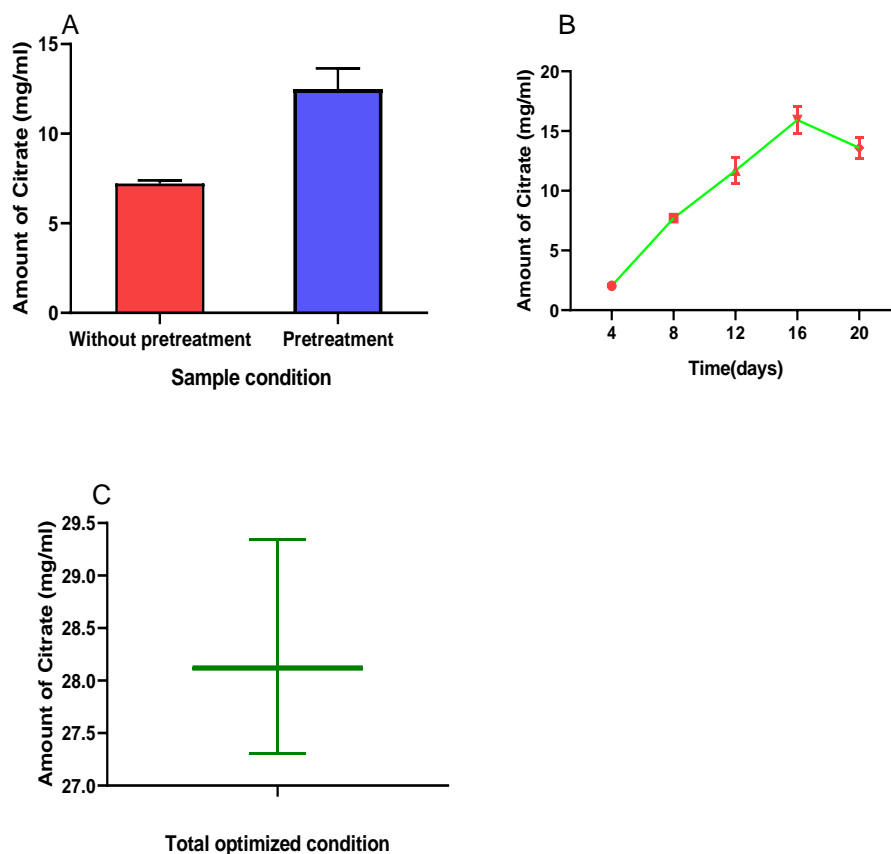 A
Amount of Citrate (mg/ml)
15
10
5
0
Without pretreatment
Pretreatment
Sample condition
B
Amount of Citrate (mg/ml)
20
15
10
5
0
4
8
12
16
20
Time(days)
C
Amount of Citrate (mg/ml)
29.5
29.0
28.5
28.0
27.5
27.0
Total optimized condition